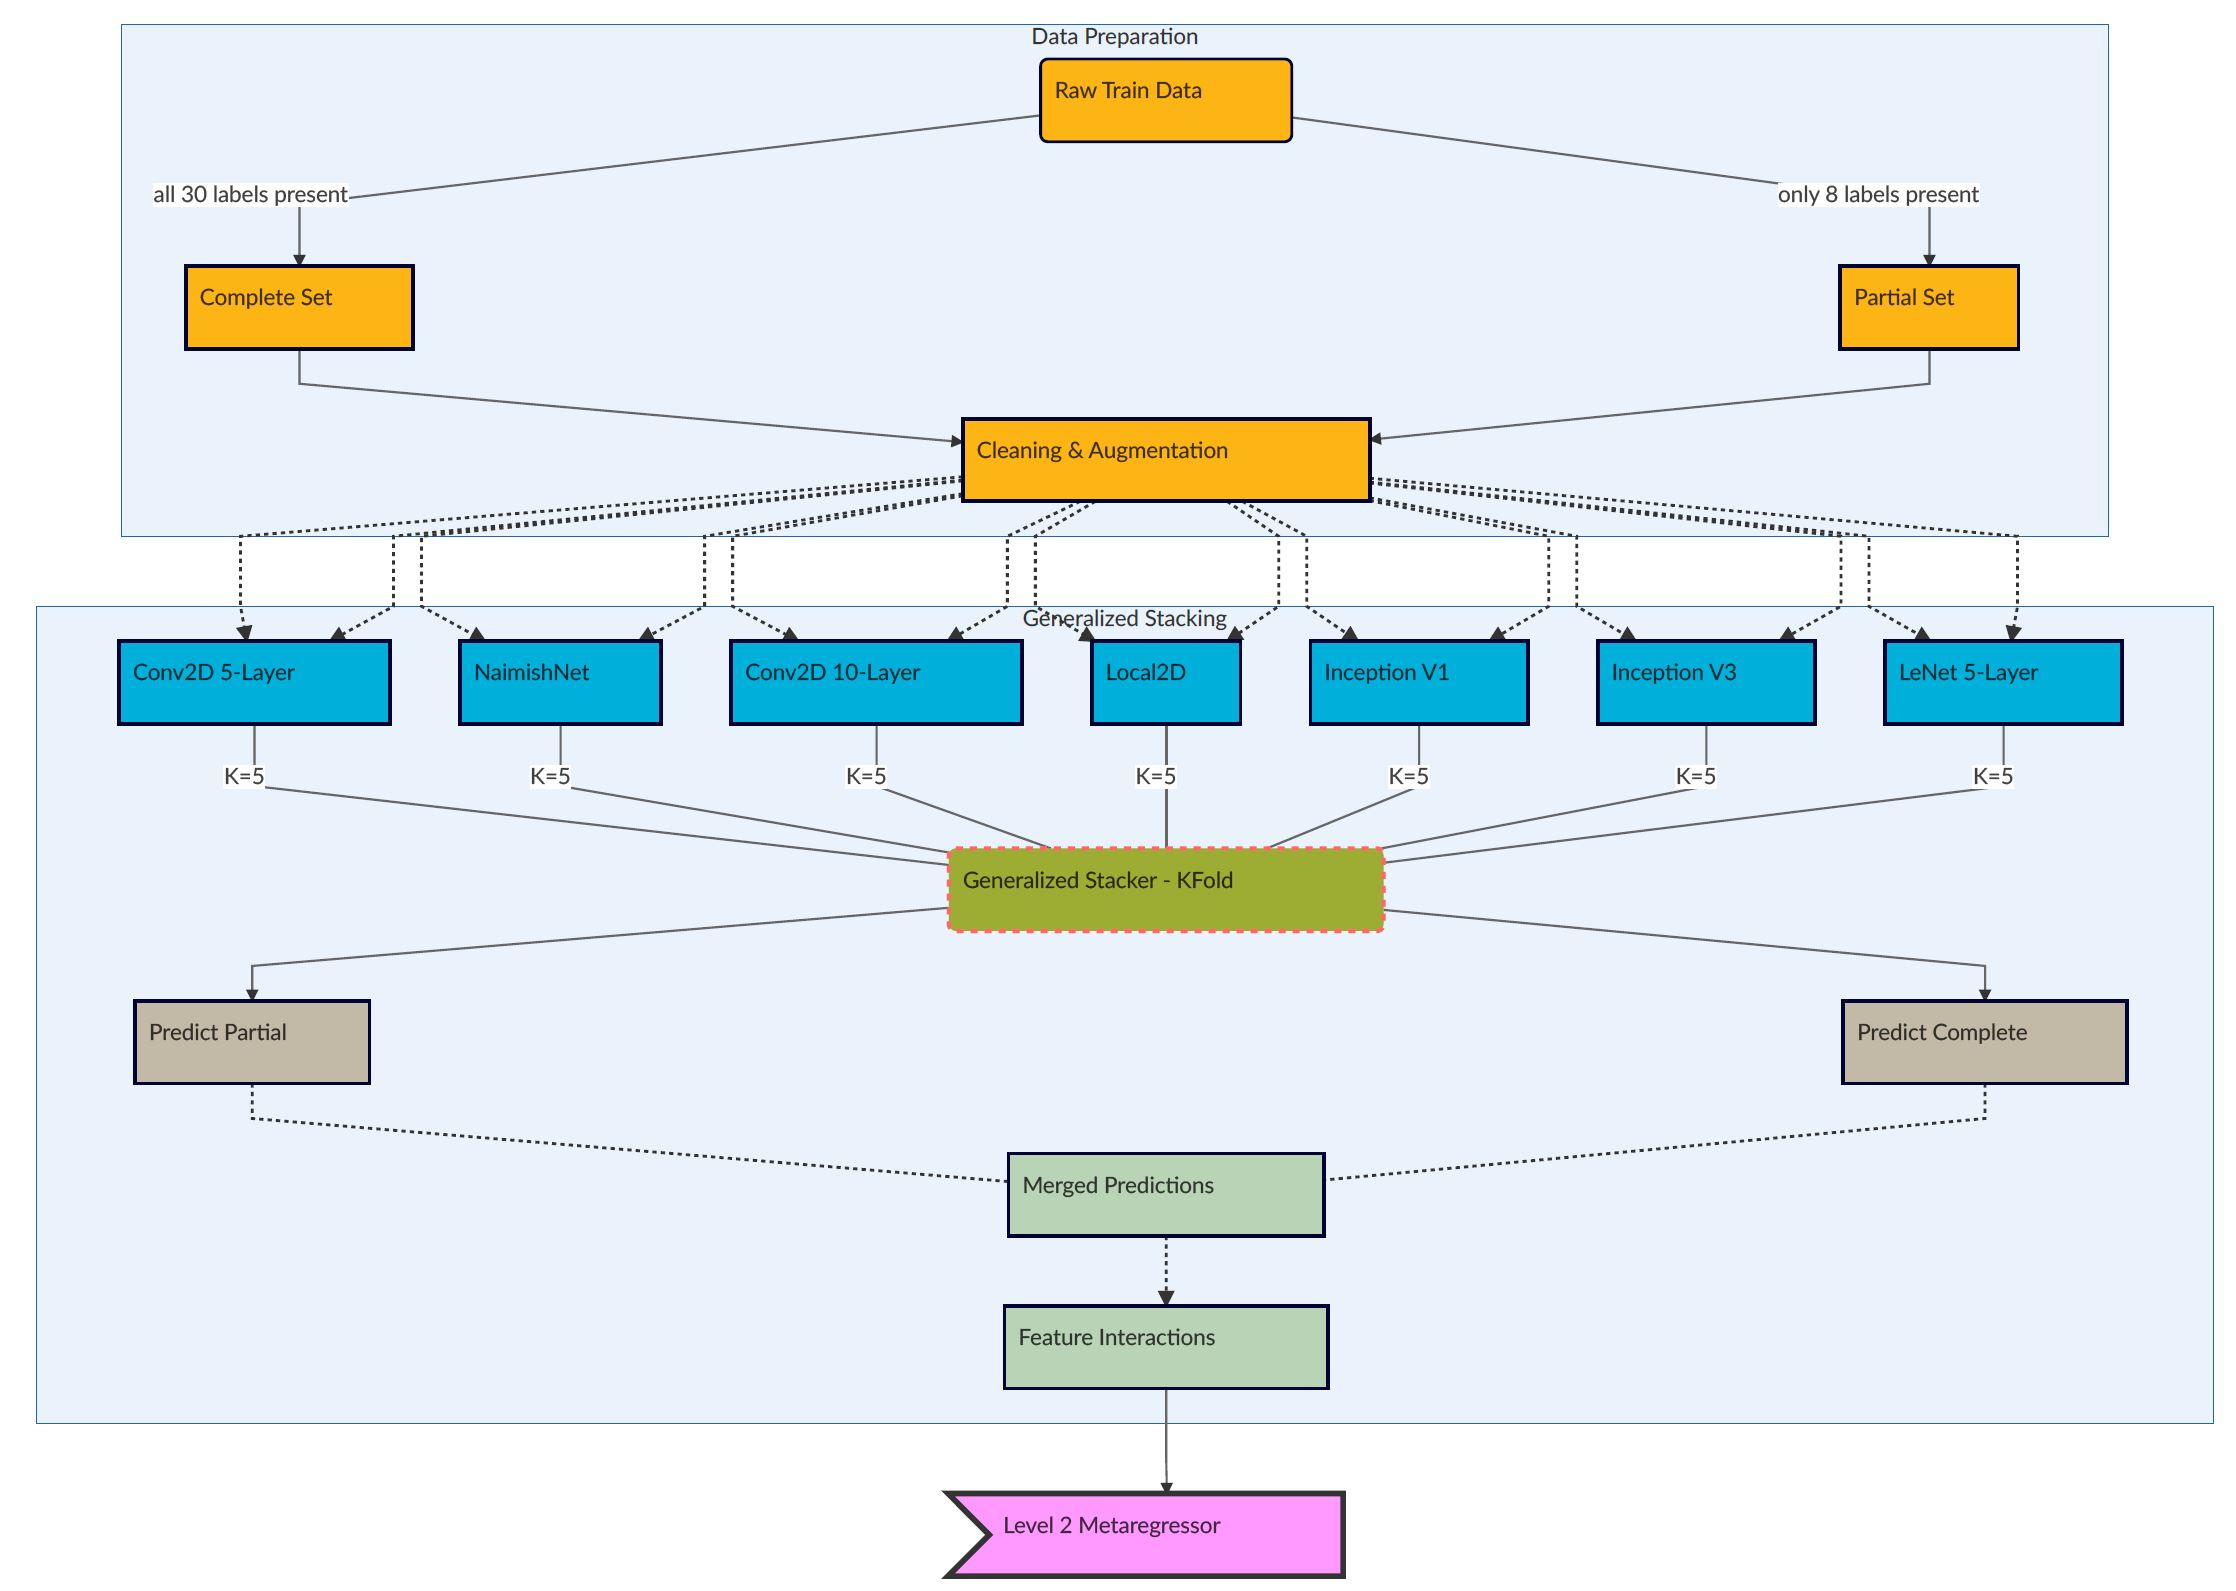 Data Preparation
Raw Train Data
all 30 labels present
only 8 labels present
Complete Set
Partial Set
Cleaning & Augmentation
Generalized Stacking
Conv2D 5-Layer
NaimishNet
Conv2D 10-Layer
Local2D
Inception V1
Inception V3
LeNet 5-Layer
K=5
K=5
K=5
K=5
K=5
K=5
K=5
Generalized Stacker - KFold
Predict Partial
Predict Complete
Merged Predictions
Feature Interactions
Level 2 Metaregressor